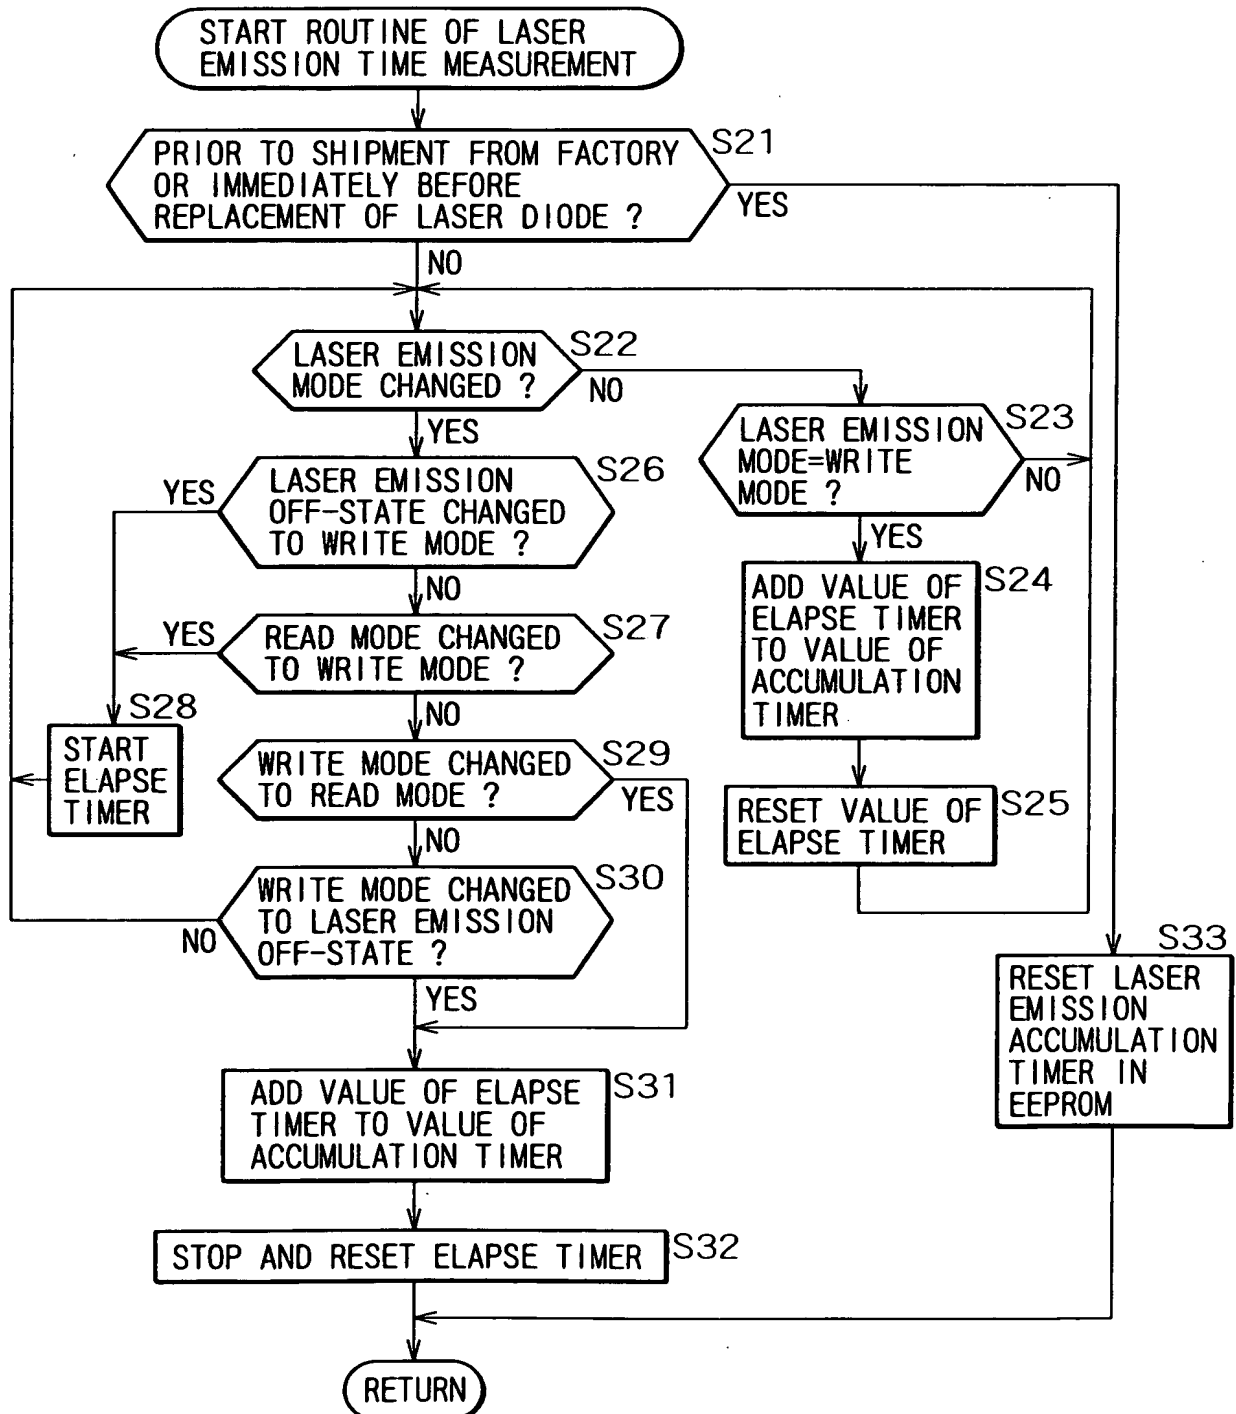 START ROUTINE OF LASER
EMISSION TIME MEASUREMENT
S21
PRIOR TO SHIPMENT FROM FACTORY
OR IMMEDIATELY BEFORE
REPLACEMENT OF LASER DIODE ?
YES
NO
S22
LASER EMISSION
MODE CHANGED ?
NO
YES
S23
LASER EMISSION
MODE=WRITE
MODE ?
NO
YES
S24
ADD VALUE OF
ELAPSE TIMER
TO VALUE OF
ACCUMULATION
TIMER
S25
RESET VALUE OF
ELAPSE TIMER
S26
LASER EMISSION
OFF-STATE CHANGED
TO WRITE MODE ?
YES
NO
S27
READ MODE CHANGED
TO WRITE MODE ?
YES
NO
S28
START
ELAPSE
TIMER
S29
WRITE MODE CHANGED
TO READ MODE ?
YES
NO
S30
WRITE MODE CHANGED
TO LASER EMISSION
OFF-STATE ?
NO
YES
S31
ADD VALUE OF ELAPSE
TIMER TO VALUE OF
ACCUMULATION TIMER
S32
STOP AND RESET ELAPSE TIMER
S33
RESET LASER
EMISSION
ACCUMULATION
TIMER IN
EEPROM
RETURN